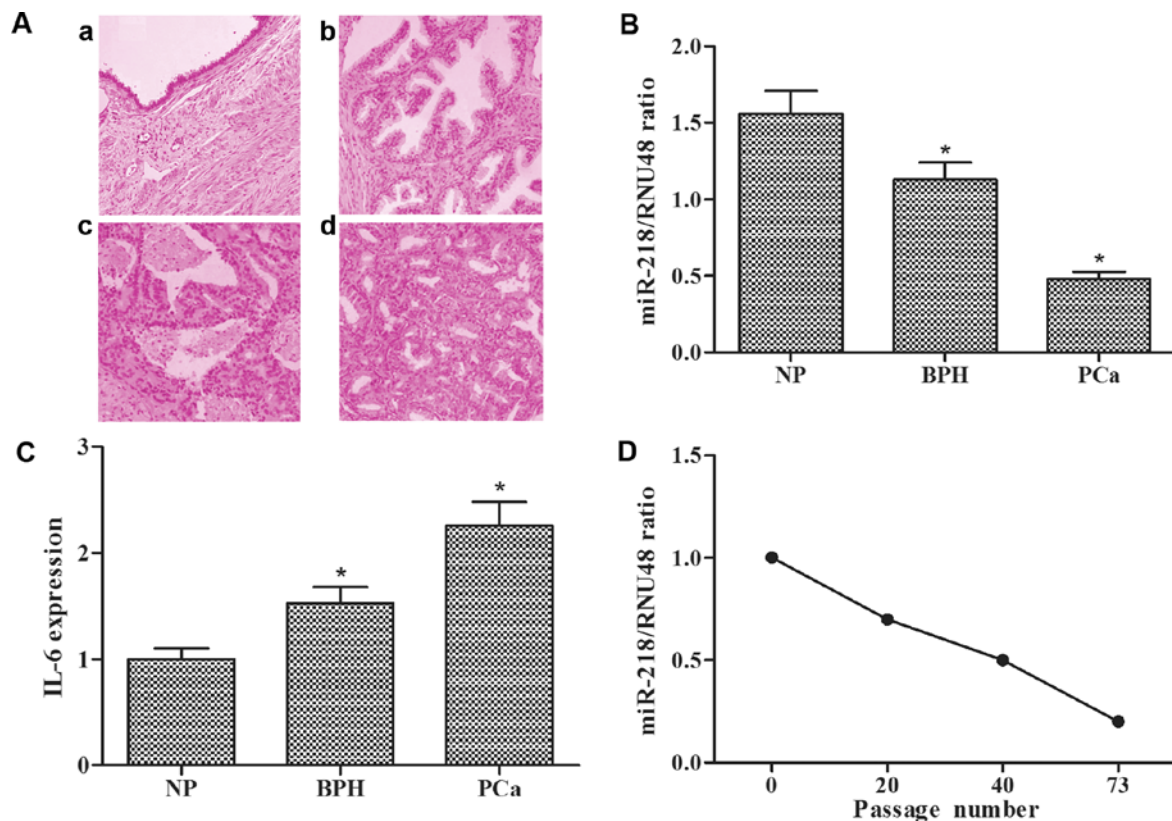 A
a
b
c
d
B
miR-218/RNU48 ratio
2.0
1.5
1.0
0.5
0.0
*
*
NP BPH PCa
C
IL-6 expression
3
2
1
0
*
*
NP BPH PCa
D
miR-218/RNU48 ratio
1.5
1.0
0.5
0.0
0 20 40 73
Passage number